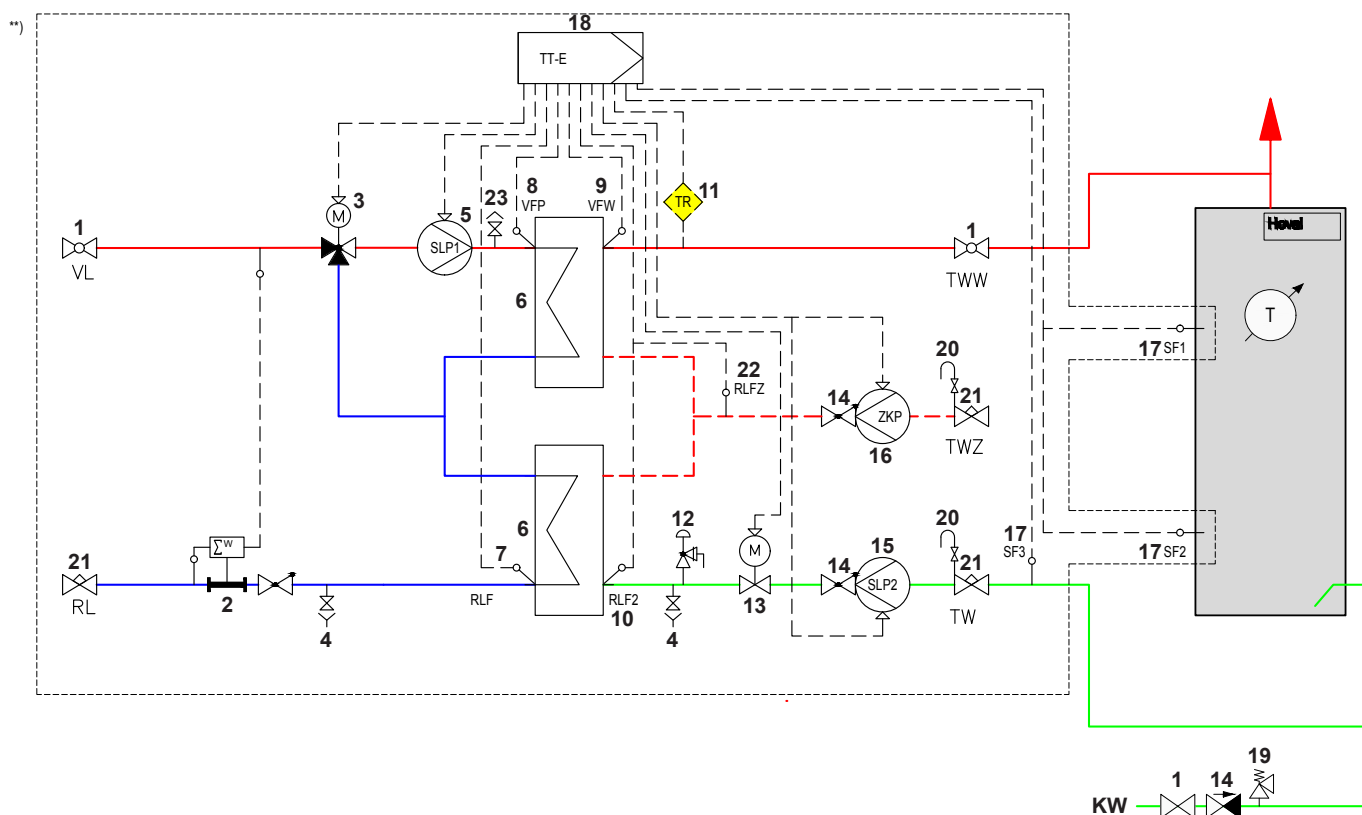 **)
18
TT-E
3
M
5
SLP1
23
8
VFP
9
VFW
11
TR
1
VL
1
TWW
Hoval
T
6
17 SF1
22
RLFZ
14
ZKP
16
20
21
TWZ
6
7
RLF
RLF2
10
12
4
M
13
14
15
SLP2
20
21
TW
17
SF3
17 SF2
21
RL
Σw
2
4
KW
1
14
19